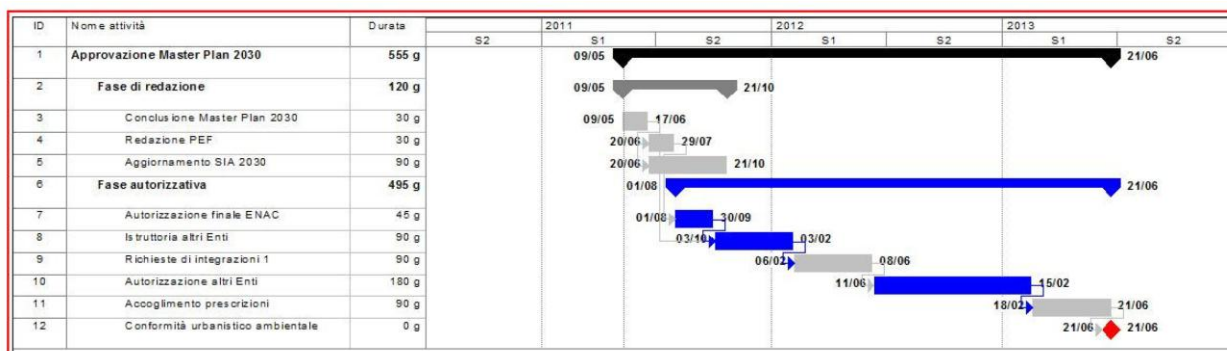 ID Nome attività Durata 2011 2012 2013
S2 S1 S2 S1 S2 S1 S2
1 Approvazione Master Plan 2030 555 g 09/05 21/06
2 Fase di redazione 120 g 09/05 21/10
3 Conclusione Master Plan 2030 30 g 09/05 17/06
4 Redazione PEF 30 g 20/06 29/07
5 Aggiornamento SIA 2030 90 g 20/06 21/10
6 Fase autorizzativa 495 g 01/08 21/06
7 Autorizzazione finale ENAC 45 g 01/08 30/09
8 Istruttoria altri Enti 90 g 03/10 03/02
9 Richieste di integrazioni 1 90 g 06/02 08/06
10 Autorizzazione altri Enti 180 g 11/06 15/02
11 Accoglimento prescrizioni 90 g 18/02 21/06
12 Conformità urbanistico ambientale 0 g 21/06 21/06